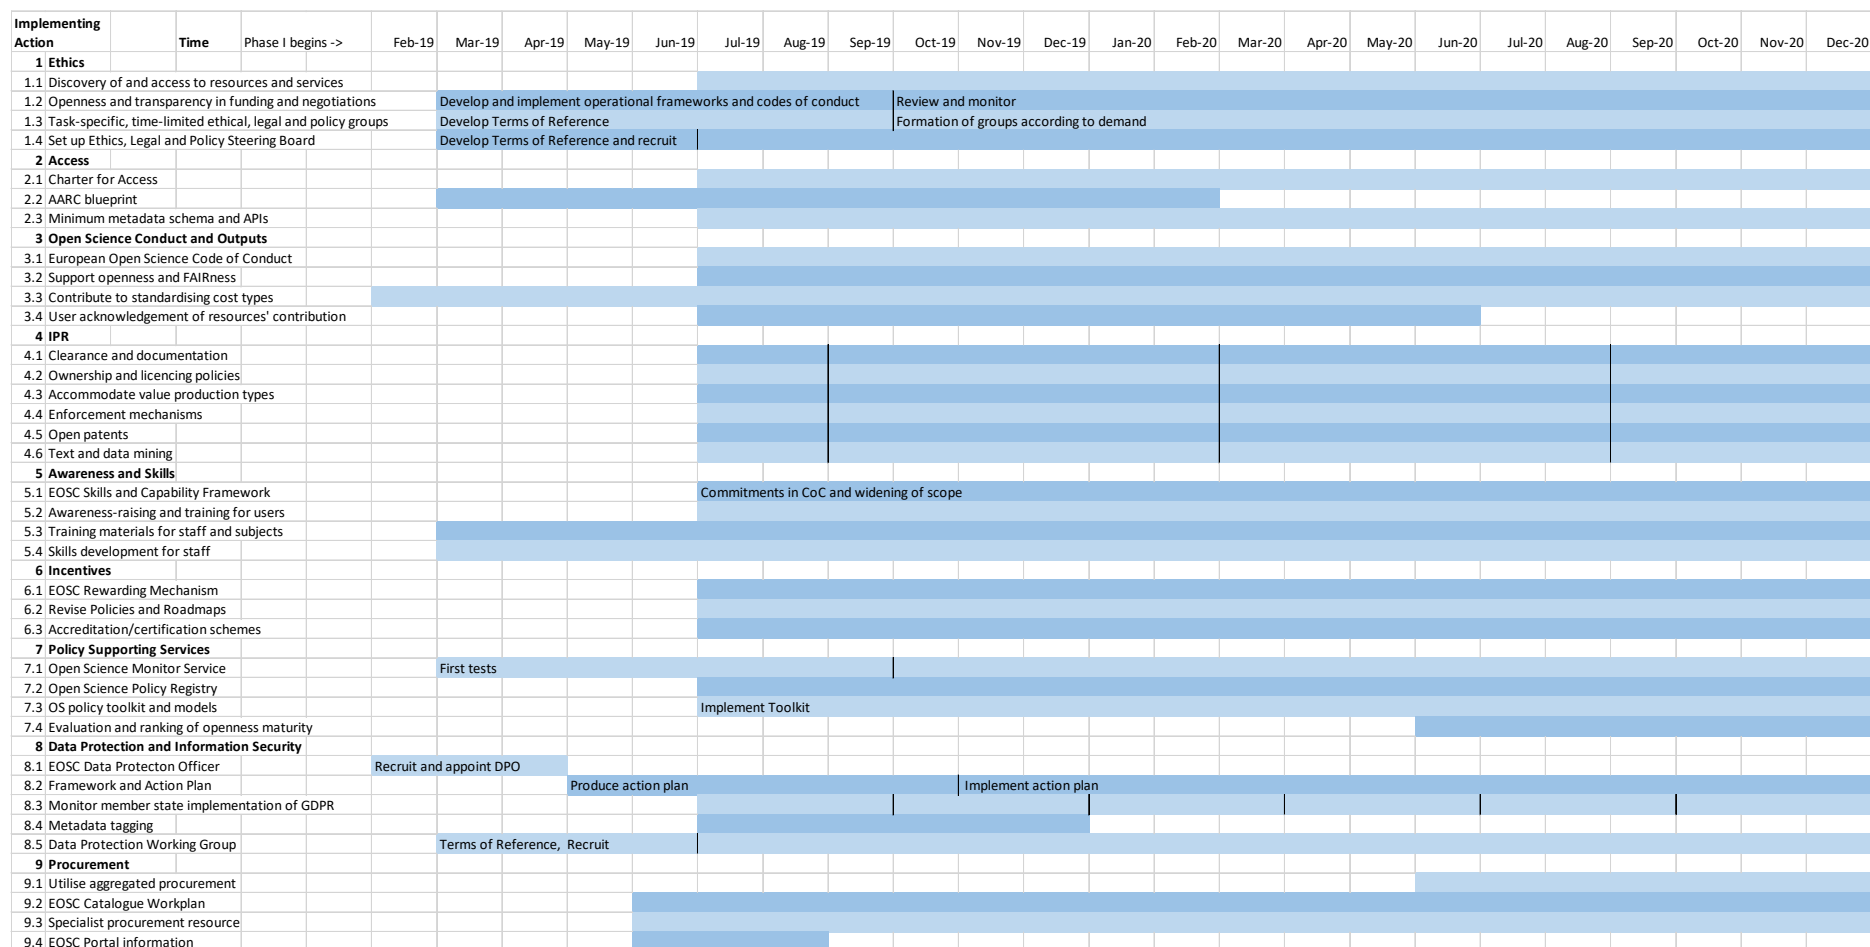 Implementing
Action Time Phase I begins -> Feb-19 Mar-19 Apr-19 May-19 Jun-19 Jul-19 Aug-19 Sep-19 Oct-19 Nov-19 Dec-19 Jan-20 Feb-20 Mar-20 Apr-20 May-20 Jun-20 Jul-20 Aug-20 Sep-20 Oct-20 Nov-20 Dec-20
1 Ethics
1.1 Discovery of and access to resources and services
1.2 Openness and transparency in funding and negotiations Develop and implement operational frameworks and codes of conduct Review and monitor
1.3 Task-specific, time-limited ethical, legal and policy groups Develop Terms of Reference Formation of groups according to demand
1.4 Set up Ethics, Legal and Policy Steering Board Develop Terms of Reference and recruit
2 Access
2.1 Charter for Access
2.2 AARC blueprint
2.3 Minimum metadata schema and APIs
3 Open Science Conduct and Outputs
3.1 European Open Science Code of Conduct
3.2 Support openness and FAIRness
3.3 Contribute to standardising cost types
3.4 User acknowledgement of resources' contribution
4 IPR
4.1 Clearance and documentation
4.2 Ownership and licencing policies
4.3 Accommodate value production types
4.4 Enforcement mechanisms
4.5 Open patents
4.6 Text and data mining
5 Awareness and Skills
5.1 EOSC Skills and Capability Framework Commitments in CoC and widening of scope
5.2 Awareness-raising and training for users
5.3 Training materials for staff and subjects
5.4 Skills development for staff
6 Incentives
6.1 EOSC Rewarding Mechanism
6.2 Revise Policies and Roadmaps
6.3 Accreditation/certification schemes
7 Policy Supporting Services
7.1 Open Science Monitor Service First tests
7.2 Open Science Policy Registry
7.3 OS policy toolkit and models Implement Toolkit
7.4 Evaluation and ranking of openness maturity
8 Data Protection and Information Security
8.1 EOSC Data Protecton Officer Recruit and appoint DPO
8.2 Framework and Action Plan Produce action plan Implement action plan
8.3 Monitor member state implementation of GDPR
8.4 Metadata tagging
8.5 Data Protection Working Group Terms of Reference, Recruit
9 Procurement
9.1 Utilise aggregated procurement
9.2 EOSC Catalogue Workplan
9.3 Specialist procurement resource
9.4 EOSC Portal information